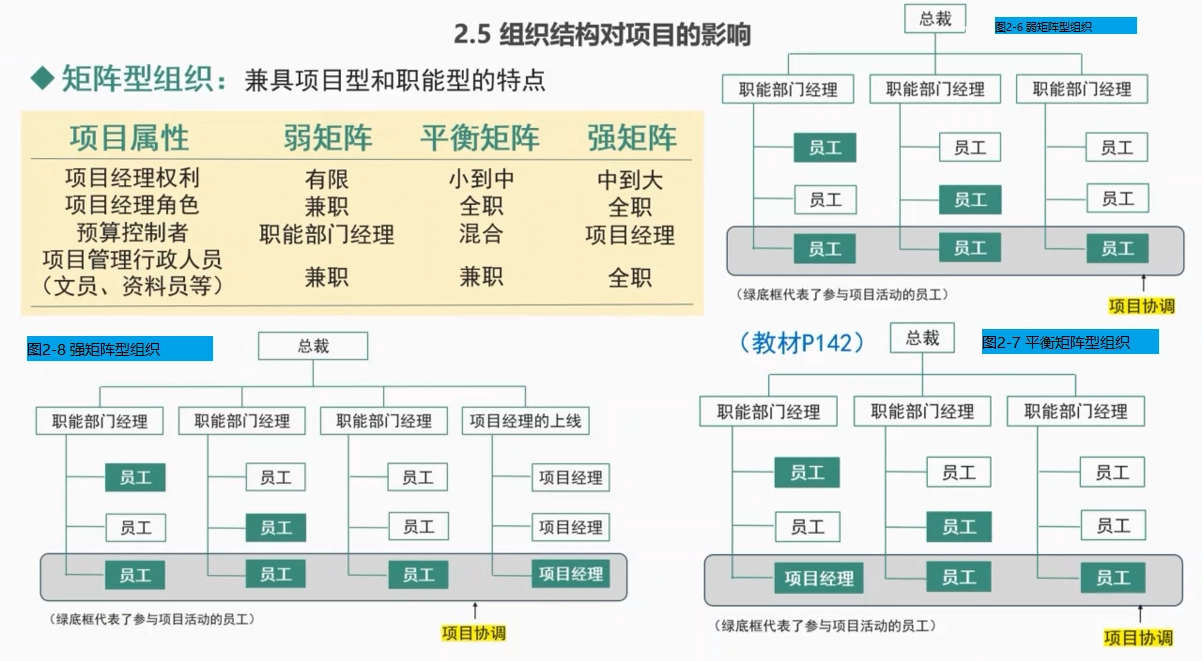 2.5 组织结构对项目的影响
◆ 矩阵型组织：兼具项目型和职能型的特点
项目属性 弱矩阵 平衡矩阵 强矩阵
项目经理权利 有限 小到中 中到大
项目经理角色 兼职 全职 全职
预算控制者 职能部门经理 混合 项目经理
项目管理行政人员
（文员、资料员等） 兼职 兼职 全职
图2-6 弱矩阵型组织
总裁
职能部门经理 职能部门经理 职能部门经理
员工 员工 员工
员工 员工 员工
员工 员工 员工
（绿底框代表了参与项目活动的员工）
项目协调
图2-8 强矩阵型组织
总裁
职能部门经理 职能部门经理 职能部门经理 项目经理的上线
员工 员工 员工 项目经理
员工 员工 员工 项目经理
员工 员工 员工 项目经理
（绿底框代表了参与项目活动的员工）
项目协调
（教材P142）
总裁
图2-7 平衡矩阵型组织
职能部门经理 职能部门经理 职能部门经理
员工 员工 员工
员工 员工 员工
项目经理 员工 员工
（绿底框代表了参与项目活动的员工）
项目协调